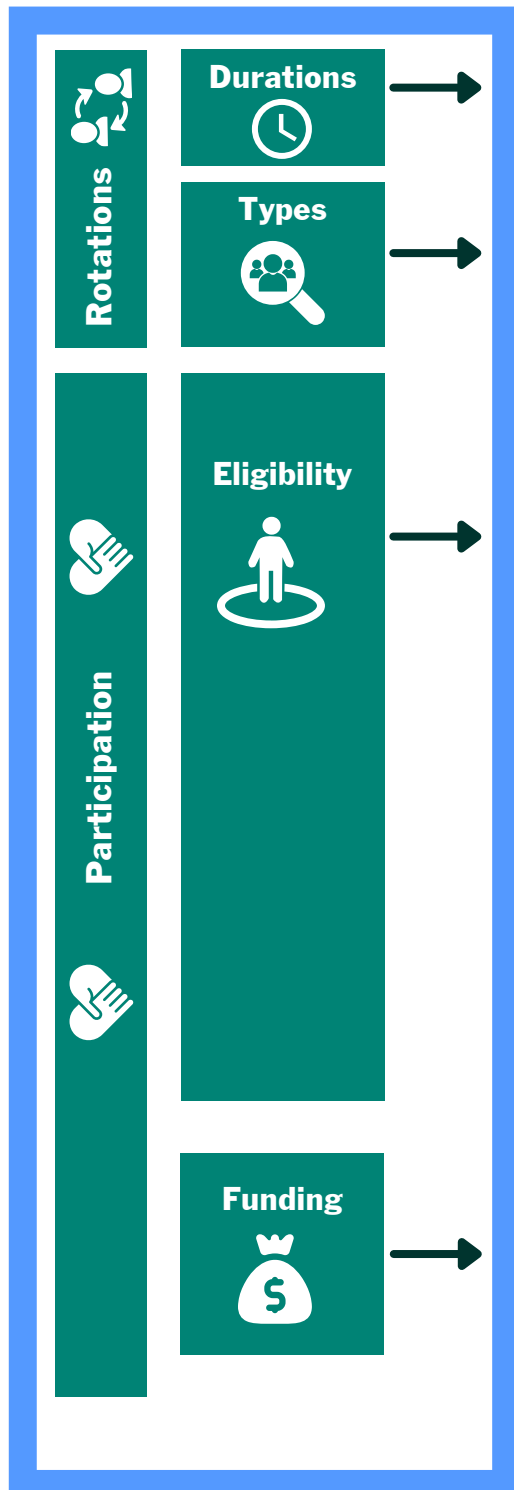 Rotations
Durations
Types
Participation
Eligibility
Funding
$